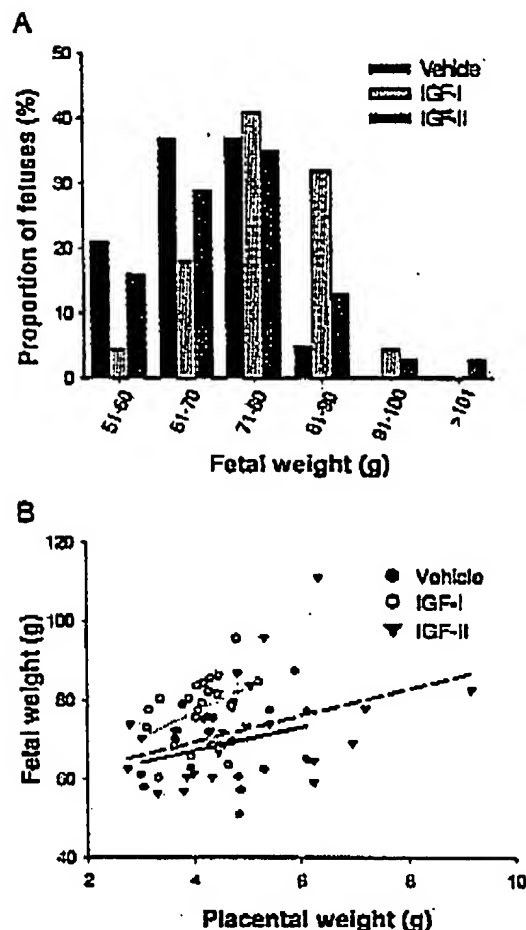 A
50
40
30
20
10
0
Proportion of fetuses (%)
Vehicle
IGF-I
IGF-II
51-60
61-70
71-80
81-90
91-100
>101
Fetal weight (g)
B
120
100
80
60
40
Fetal weight (g)
Vehicle
IGF-I
IGF-II
2
4
6
8
10
Placental weight (g)